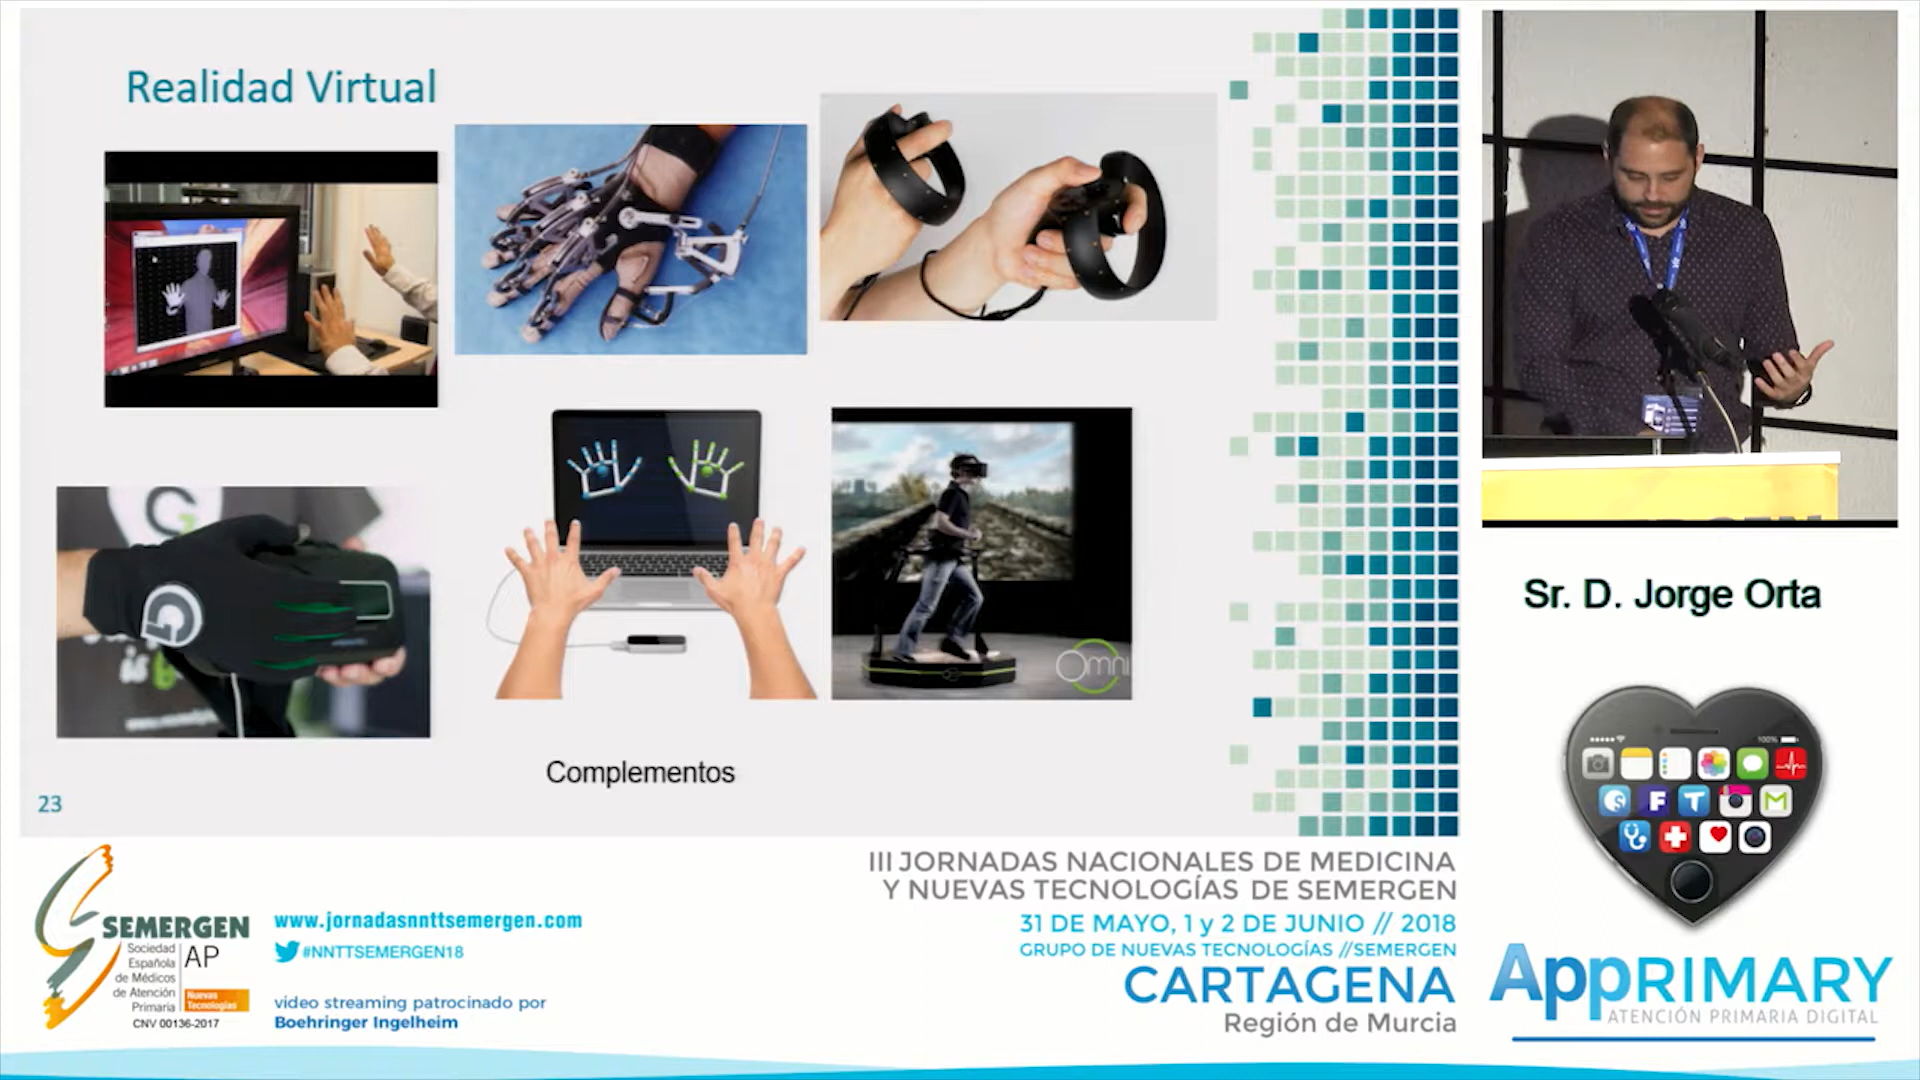 Realidad Virtual
Omni
Complementos
23
Sr. D. Jorge Orta
SEMERGEN
Sociedad
Española
de Médicos
de Atención
Primaria
AP
Nuevas
Tecnologías
CNV 00136-2017
www.jornadasnnttsemergen.com
#NNTTSEMERGEN18
video streaming patrocinado por
Boehringer Ingelheim
III JORNADAS NACIONALES DE MEDICINA
Y NUEVAS TECNOLOGÍAS DE SEMERGEN
31 DE MAYO, 1 y 2 DE JUNIO // 2018
GRUPO DE NUEVAS TECNOLOGÍAS //SEMERGEN
CARTAGENA
Región de Murcia
100%
AppRIMARY
ATENCIÓN PRIMARIA DIGITAL